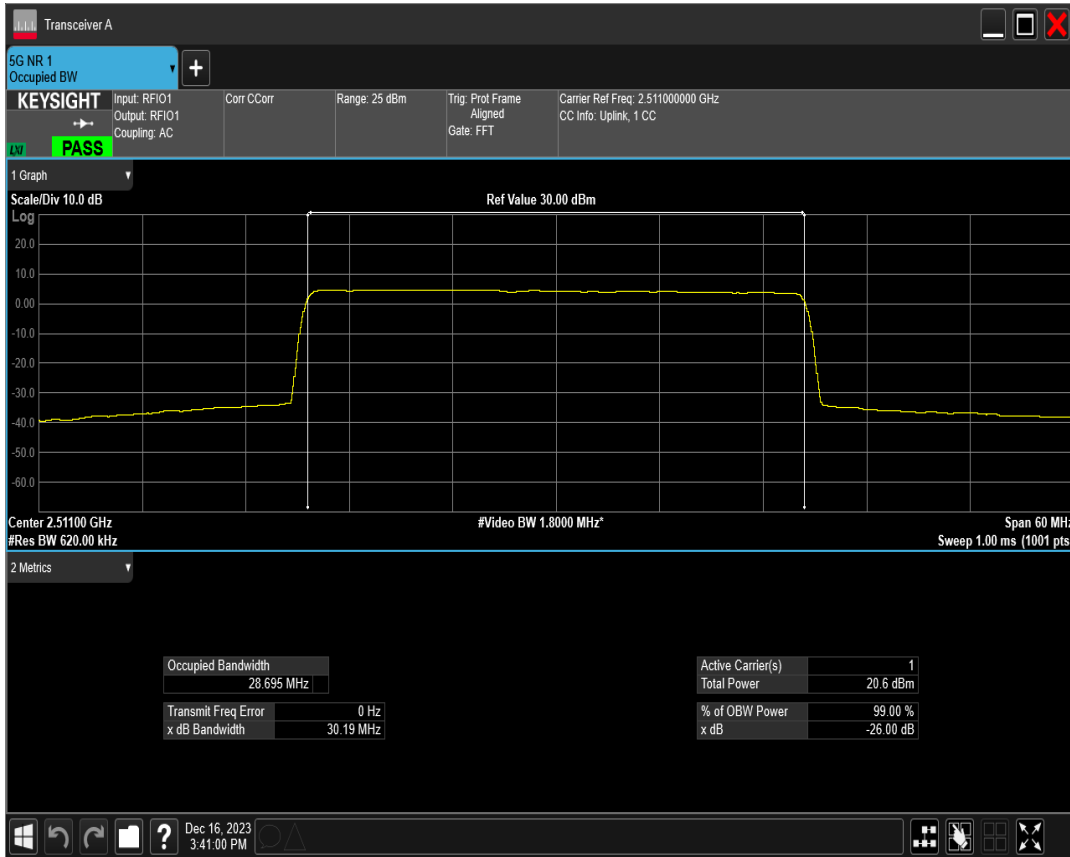 Transceiver A
5G NR 1
Occupied BW
KEYSIGHT
LXI
PASS
Input: RFIO1
Output: RFIO1
Coupling: AC
Corr CCorr
Range: 25 dBm
Trig: Prot Frame
Aligned
Gate: FFT
Carrier Ref Freq: 2.511000000 GHz
CC Info: Uplink, 1 CC
1 Graph
Scale/Div 10.0 dB
Ref Value 30.00 dBm
Log
20.0
10.0
0.00
-10.0
-20.0
-30.0
-40.0
-50.0
-60.0
Center 2.51100 GHz
#Video BW 1.8000 MHz*
Span 60 MHz
#Res BW 620.00 kHz
Sweep 1.00 ms (1001 pts
2 Metrics
Occupied Bandwidth
28.695 MHz
Transmit Freq Error 0 Hz
x dB Bandwidth 30.19 MHz
Active Carrier(s) 1
Total Power 20.6 dBm
% of OBW Power 99.00 %
x dB -26.00 dB
?
Dec 16, 2023
3:41:00 PM